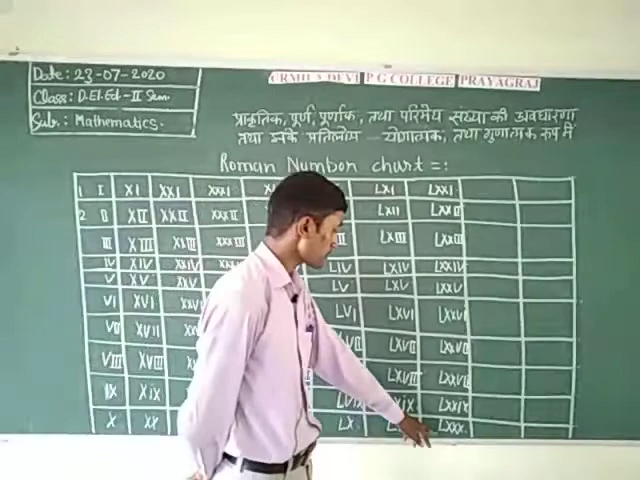 Date: 23-07-2020
URMILA DEVI P G COLLEGE PRAYAGRAJ
Class: D.El.Ed.-II Sem.
Sub.: Mathematics.
प्राकृतिक, पूर्ण, पूर्णांक, तथा परिमेय संख्या की अवधारणा
तथा उनके प्रतिलोम योगात्मक, तथा गुणात्मक रूप में
Roman Number chart =:
1 I XI XXI XXXI LXI LXXI
2 II XII XXII XXXII LXII LXXII
III XIII XXIII XXXIII LXIII LXXIII
IV XIV XXIV LIV LXIV LXXIV
V XV XXV LV LXV LXXV
VI XVI LVI LXVI LXXVI
VII XVII LXVII LXXVII
VIII XVIII LXVIII LXXVIII
IX XIX LXXIX
X XX LX LXXX